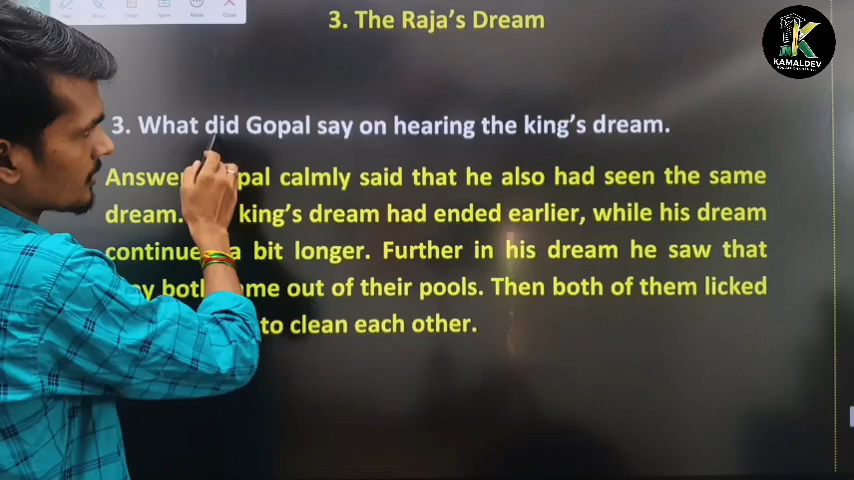 3. The Raja's Dream
KAMALDEV
3. What did Gopal say on hearing the king's dream.
Answer pal calmly said that he also had seen the same
dream. king's dream had ended earlier, while his dream
continue a bit longer. Further in his dream he saw that
both ame out of their pools. Then both of them licked
to clean each other.